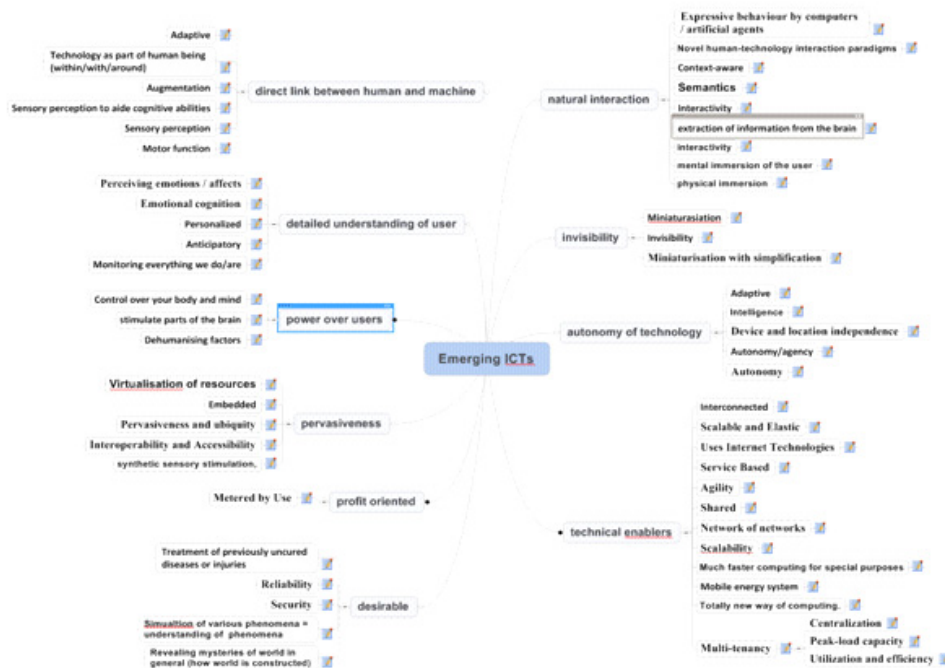 Adaptive
Technology as part of human being
(within/with/around)
Augmentation
Sensory perception to aide cognitive abilities
Sensory perception
Motor function
direct link between human and machine
Perceiving emotions / affects
Emotional cognition
Personalized
Anticipatory
Monitoring everything we do/are
detailed understanding of user
Control over your body and mind
stimulate parts of the brain
Dehumanising factors
power over users
Virtualisation of resources
Embedded
Pervasiveness and ubiquity
Interoperability and Accessibility
synthetic sensory stimulation.
pervasiveness
Metered by Use
profit oriented
Treatment of previously uncured
diseases or injuries
Reliability
Security
Simualtion of various phenomena =
understanding of phenomena
Revealing mysteries of world in
general (how world is constructed)
desirable
Emerging ICTs
natural interaction
Expressive behaviour by computers
/ artificial agents
Novel human-technology interaction paradigms
Context-aware
Semantics
Interactivity
extraction of information from the brain
Interactivity
mental immersion of the user
physical immersion
invisibility
Miniaturasiation
Invisibility
Miniaturisation with simplification
autonomy of technology
Adaptive
Intelligence
Device and location independence
Autonomy/agency
Autonomy
technical enablers
Interconnected
Scalable and Elastic
Uses Internet Technologies
Service Based
Agility
Shared
Network of networks
Scalability
Much faster computing for special purposes
Mobile energy system
Totally new way of computing.
Multi-tenancy
Centralization
Peak-load capacity
Utilization and efficiency